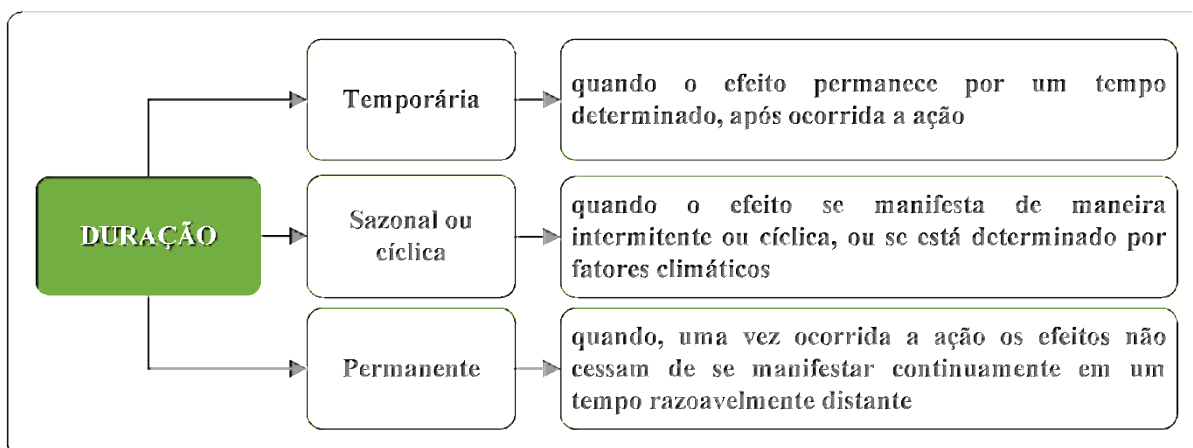 Temporária
quando o efeito permanece por um tempo
determinado, após ocorrida a ação
DURAÇÃO
Sazonal ou
cíclica
quando o efeito se manifesta de maneira
intermitente ou cíclica, ou se está determinado por
fatores climáticos
Permanente
quando, uma vez ocorrida a ação os efeitos não
cessam de se manifestar continuamente em um
tempo razoavelmente distante